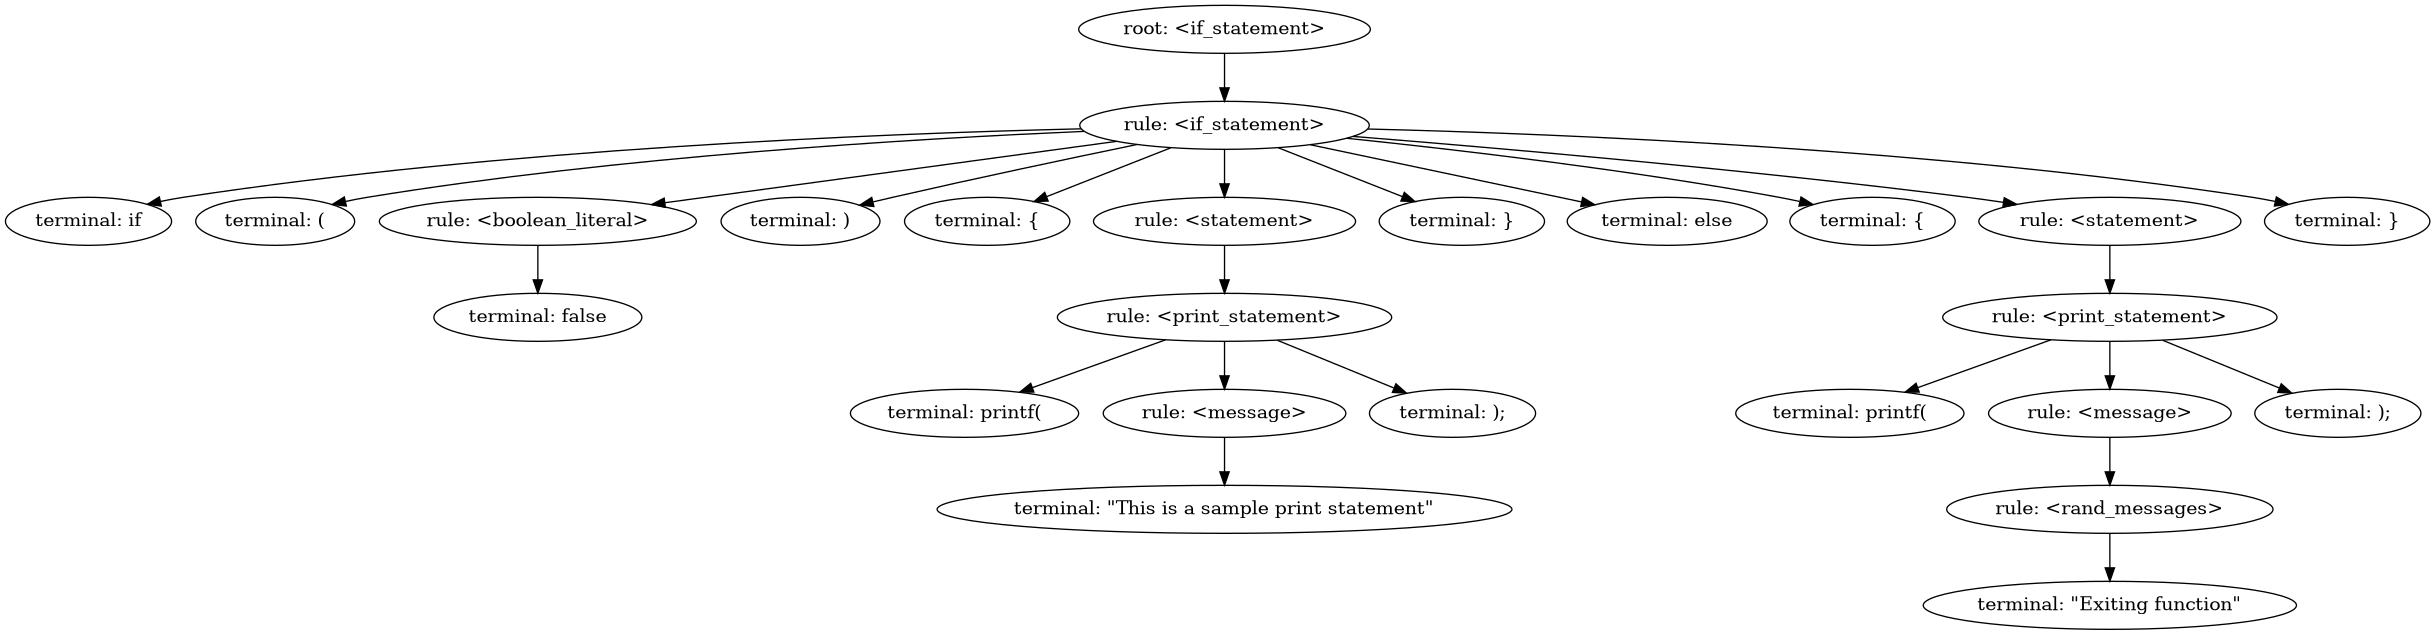 root: <if_statement>
rule: <if_statement>
terminal: if
terminal: (
rule: <boolean_literal>
terminal: )
terminal: {
rule: <statement>
terminal: }
terminal: else
terminal: {
rule: <statement>
terminal: }
terminal: false
rule: <print_statement>
rule: <print_statement>
terminal: printf(
rule: <message>
terminal: );
terminal: printf(
rule: <message>
terminal: );
terminal: "This is a sample print statement"
rule: <rand_messages>
terminal: "Exiting function"